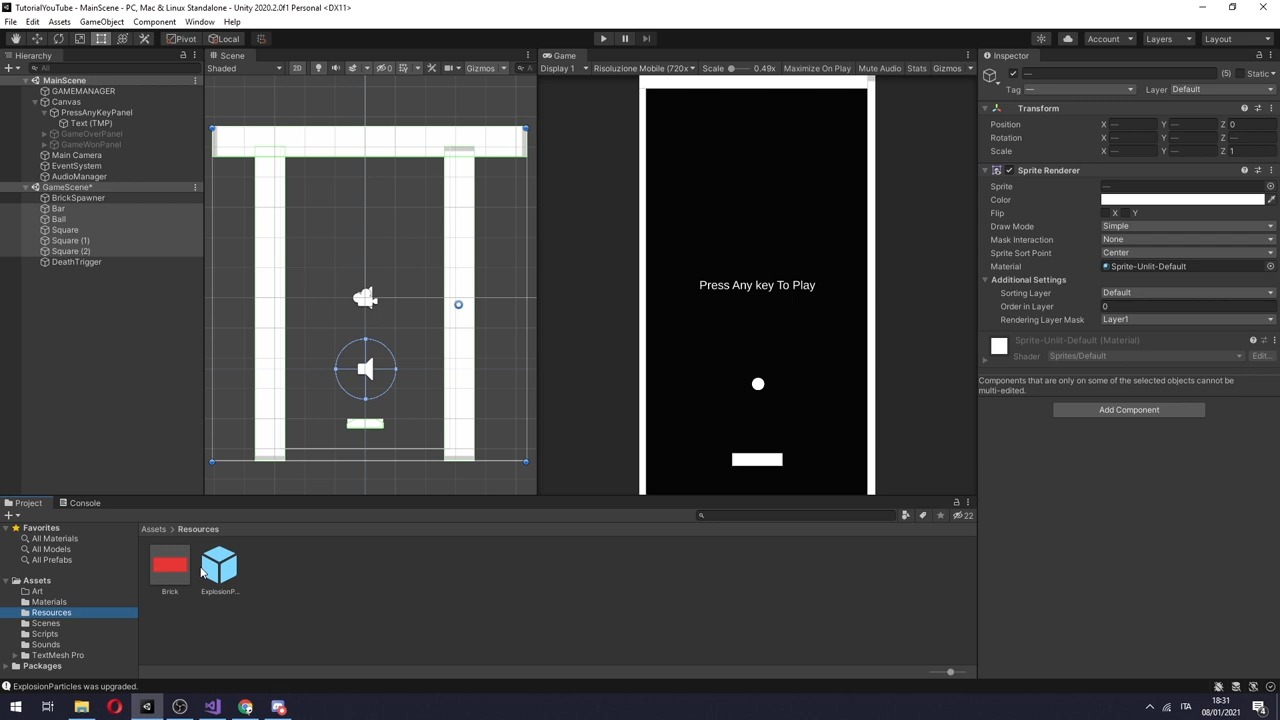 TutorialYouTube - MainScene - PC, Mac & Linux Standalone - Unity 2020.2.0f1 Personal <DX11>
File Edit Assets GameObject Component Window Help
Pivot Local Account Layers Layout
Hierarchy
All
MainScene
GAMEMANAGER
Canvas
PressAnyKeyPanel
Text (TMP)
GameOverPanel
GameWonPanel
Main Camera
EventSystem
AudioManager
GameScene*
BrickSpawner
Bar
Ball
Square
Square (1)
Square (2)
DeathTrigger
Scene
Shaded 2D 0 Gizmos A
Game
Display 1 Risoluzione Mobile (720x Scale 0.49x Maximize On Play Mute Audio Stats Gizmos
Press Any key To Play
Inspector
— (5) Static
Tag — Layer Default
Transform
Position X — Y — Z 0
Rotation X — Y — Z —
Scale X — Y — Z 1
Sprite Renderer
Sprite —
Color
Flip X Y
Draw Mode Simple
Mask Interaction None
Sprite Sort Point Center
Material Sprite-Unlit-Default
Additional Settings
Sorting Layer Default
Order in Layer 0
Rendering Layer Mask Layer1
Sprite-Unlit-Default (Material)
Shader Sprites/Default Edit...
Components that are only on some of the selected objects cannot be
multi-edited.
Add Component
Project Console
22
Favorites
All Materials
All Models
All Prefabs
Assets
Art
Materials
Resources
Scenes
Scripts
Sounds
TextMesh Pro
Packages
Assets > Resources
Brick ExplosionP...
ExplosionParticles was upgraded.
ITA
18:31
08/01/2021
4